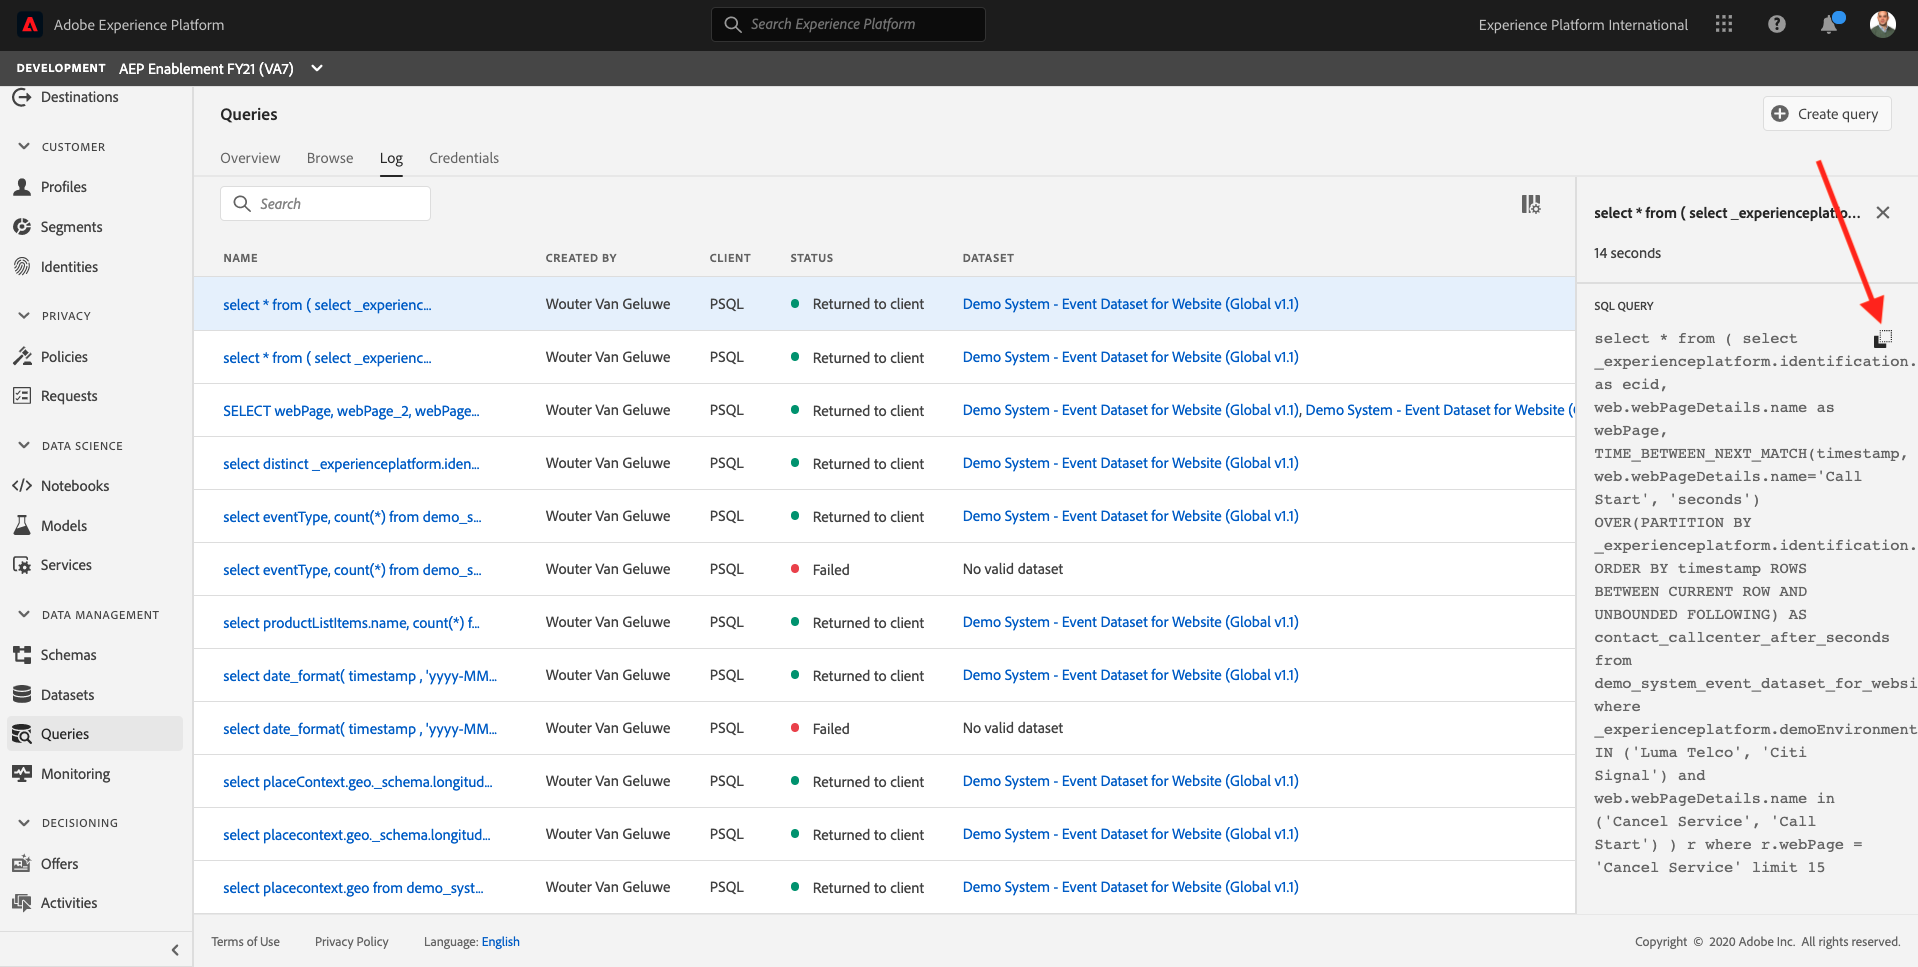 Adobe Experience Platform
Search Experience Platform
Experience Platform International
DEVELOPMENT AEP Enablement FY21 (VA7)
Destinations
CUSTOMER
Profiles
Segments
Identities
PRIVACY
Policies
Requests
DATA SCIENCE
Notebooks
Models
Services
DATA MANAGEMENT
Schemas
Datasets
Queries
Monitoring
DECISIONING
Offers
Activities
Queries
Create query
Overview Browse Log Credentials
Search
NAME CREATED BY CLIENT STATUS DATASET
select * from ( select _experienc... Wouter Van Geluwe PSQL Returned to client Demo System - Event Dataset for Website (Global v1.1)
select * from ( select _experienc... Wouter Van Geluwe PSQL Returned to client Demo System - Event Dataset for Website (Global v1.1)
SELECT webPage, webPage_2, webPage... Wouter Van Geluwe PSQL Returned to client Demo System - Event Dataset for Website (Global v1.1), Demo System - Event Dataset for Website (
select distinct _experienceplatform.iden... Wouter Van Geluwe PSQL Returned to client Demo System - Event Dataset for Website (Global v1.1)
select eventType, count(*) from demo_s... Wouter Van Geluwe PSQL Returned to client Demo System - Event Dataset for Website (Global v1.1)
select eventType, count(*) from demo_s... Wouter Van Geluwe PSQL Failed No valid dataset
select productListItems.name, count(*) f... Wouter Van Geluwe PSQL Returned to client Demo System - Event Dataset for Website (Global v1.1)
select date_format( timestamp , 'yyyy-MM... Wouter Van Geluwe PSQL Returned to client Demo System - Event Dataset for Website (Global v1.1)
select date_format( timestamp , 'yyyy-MM... Wouter Van Geluwe PSQL Failed No valid dataset
select placeContext.geo._schema.longitud... Wouter Van Geluwe PSQL Returned to client Demo System - Event Dataset for Website (Global v1.1)
select placecontext.geo._schema.longitud... Wouter Van Geluwe PSQL Returned to client Demo System - Event Dataset for Website (Global v1.1)
select placecontext.geo from demo_syst... Wouter Van Geluwe PSQL Returned to client Demo System - Event Dataset for Website (Global v1.1)
select * from ( select _experienceplatfo...
14 seconds
SQL QUERY
select * from ( select
_experienceplatform.identification.
as ecid,
web.webPageDetails.name as
webPage,
TIME_BETWEEN_NEXT_MATCH(timestamp,
web.webPageDetails.name='Call
Start', 'seconds')
OVER(PARTITION BY
_experienceplatform.identification.
ORDER BY timestamp ROWS
BETWEEN CURRENT ROW AND
UNBOUNDED FOLLOWING) AS
contact_callcenter_after_seconds
from
demo_system_event_dataset_for_websi
where
_experienceplatform.demoEnvironment
IN ('Luma Telco', 'Citi
Signal') and
web.webPageDetails.name in
('Cancel Service', 'Call
Start') ) r where r.webPage =
'Cancel Service' limit 15
Terms of Use Privacy Policy Language: English
Copyright © 2020 Adobe Inc. All rights reserved.